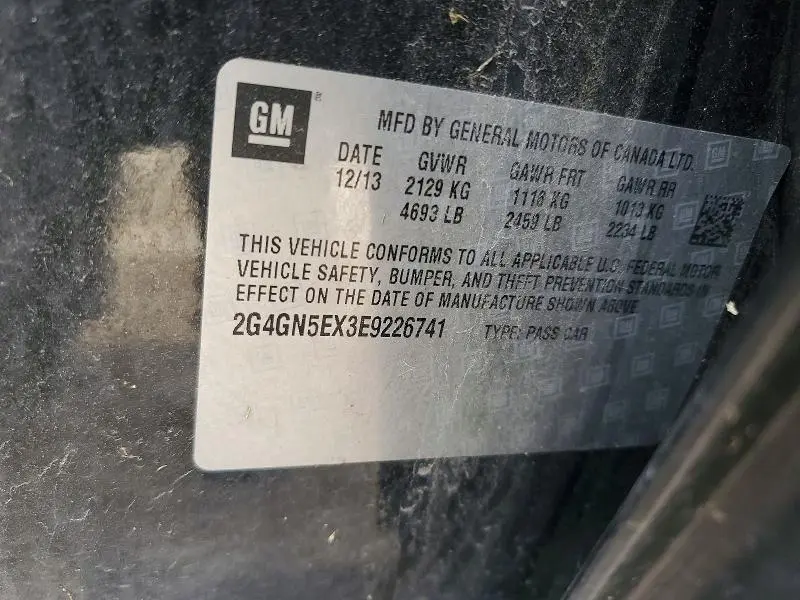 GM
MFD BY GENERAL MOTORS OF CANADA LTD.
DATE GVWR GAWR FRT GAWR RR
12/13 2129 KG 1116 KG 1013 KG
4693 LB 2459 LB 2234 LB
THIS VEHICLE CONFORMS TO ALL APPLICABLE U.S. FEDERAL MOTOR
VEHICLE SAFETY, BUMPER, AND THEFT PREVENTION STANDARDS IN
EFFECT ON THE DATE OF MANUFACTURE SHOWN ABOVE
2G4GN5EX3E9226741 TYPE: PASS CAR